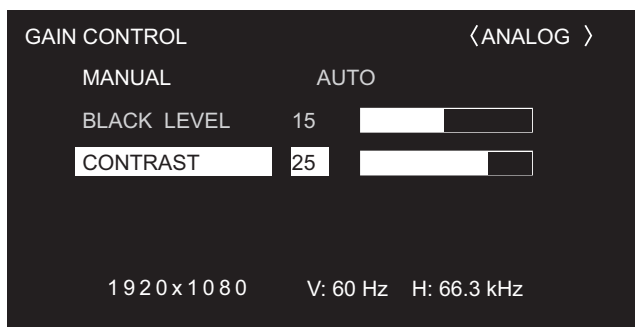 GAIN CONTROL 〈ANALOG 〉
MANUAL AUTO
BLACK LEVEL 15
CONTRAST 25
1920x1080 V: 60 Hz H: 66.3 kHz